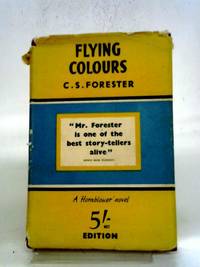 FLYING
COLOURS
C. S. FORESTER
"Mr. Forester
is one of the
best story-tellers
alive"
A Hornblower novel
5/-
NET
EDITION